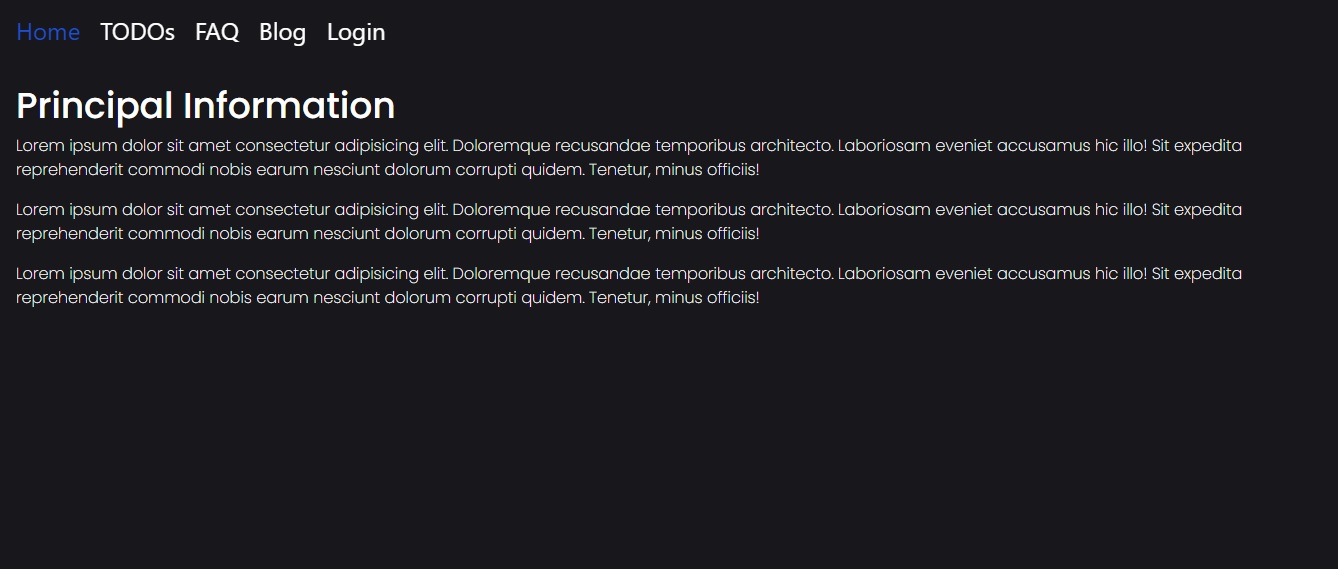 Home TODOs FAQ Blog Login
Principal Information
Lorem ipsum dolor sit amet consectetur adipisicing elit. Doloremque recusandae temporibus architecto. Laboriosam eveniet accusamus hic illo! Sit expedita
reprehenderit commodi nobis earum nesciunt dolorum corrupti quidem. Tenetur, minus officiis!
Lorem ipsum dolor sit amet consectetur adipisicing elit. Doloremque recusandae temporibus architecto. Laboriosam eveniet accusamus hic illo! Sit expedita
reprehenderit commodi nobis earum nesciunt dolorum corrupti quidem. Tenetur, minus officiis!
Lorem ipsum dolor sit amet consectetur adipisicing elit. Doloremque recusandae temporibus architecto. Laboriosam eveniet accusamus hic illo! Sit expedita
reprehenderit commodi nobis earum nesciunt dolorum corrupti quidem. Tenetur, minus officiis!